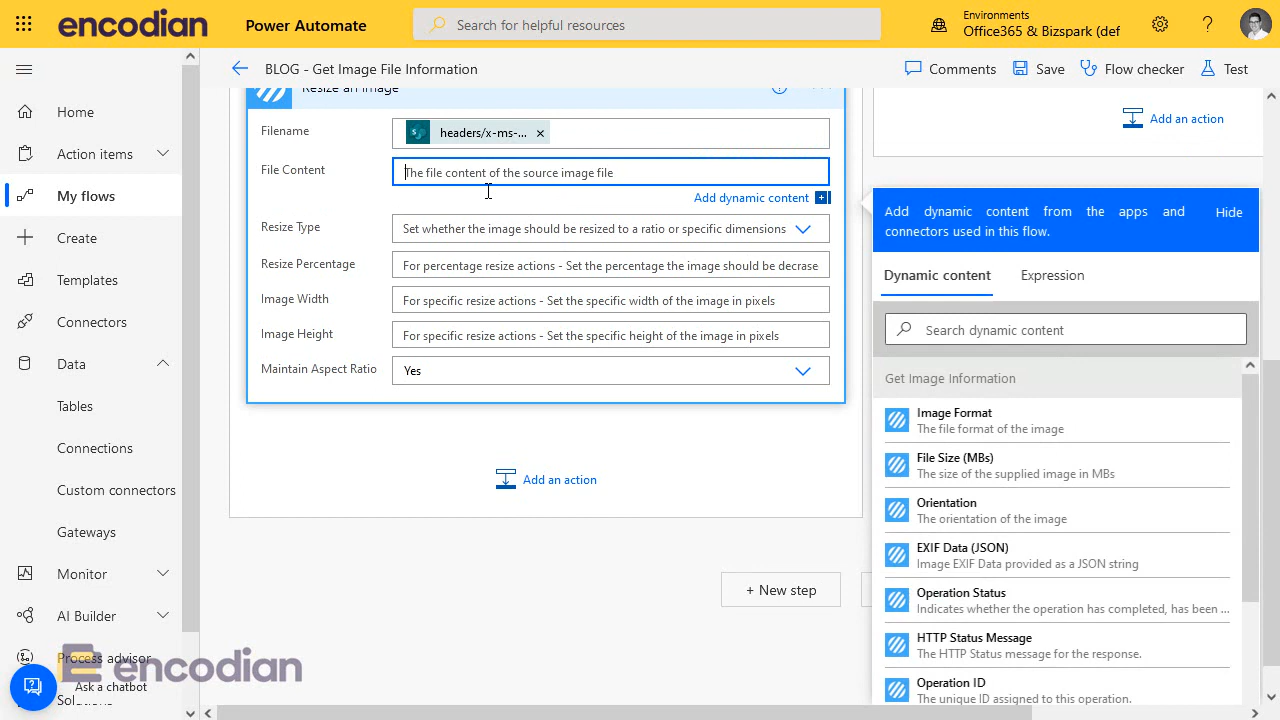 encodian
Power Automate
Search for helpful resources
Environments
Office365 & Bizspark (def
BLOG - Get Image File Information
Comments
Save
Flow checker
Test
Home
Action items
My flows
Create
Templates
Connectors
Data
Tables
Connections
Custom connectors
Gateways
Monitor
AI Builder
Process advisor
Ask a chatbot
Solutions
Resize an image
Filename
headers/x-ms-... ×
File Content
The file content of the source image file
Add dynamic content
Resize Type
Set whether the image should be resized to a ratio or specific dimensions
Resize Percentage
For percentage resize actions - Set the percentage the image should be decrase
Image Width
For specific resize actions - Set the specific width of the image in pixels
Image Height
For specific resize actions - Set the specific height of the image in pixels
Maintain Aspect Ratio
Yes
Add an action
+ New step
Add an action
Add dynamic content from the apps and
connectors used in this flow.
Hide
Dynamic content
Expression
Search dynamic content
Get Image Information
Image Format
The file format of the image
File Size (MBs)
The size of the supplied image in MBs
Orientation
The orientation of the image
EXIF Data (JSON)
Image EXIF Data provided as a JSON string
Operation Status
Indicates whether the operation has completed, has been ...
HTTP Status Message
The HTTP Status message for the response.
Operation ID
The unique ID assigned to this operation.
encodian